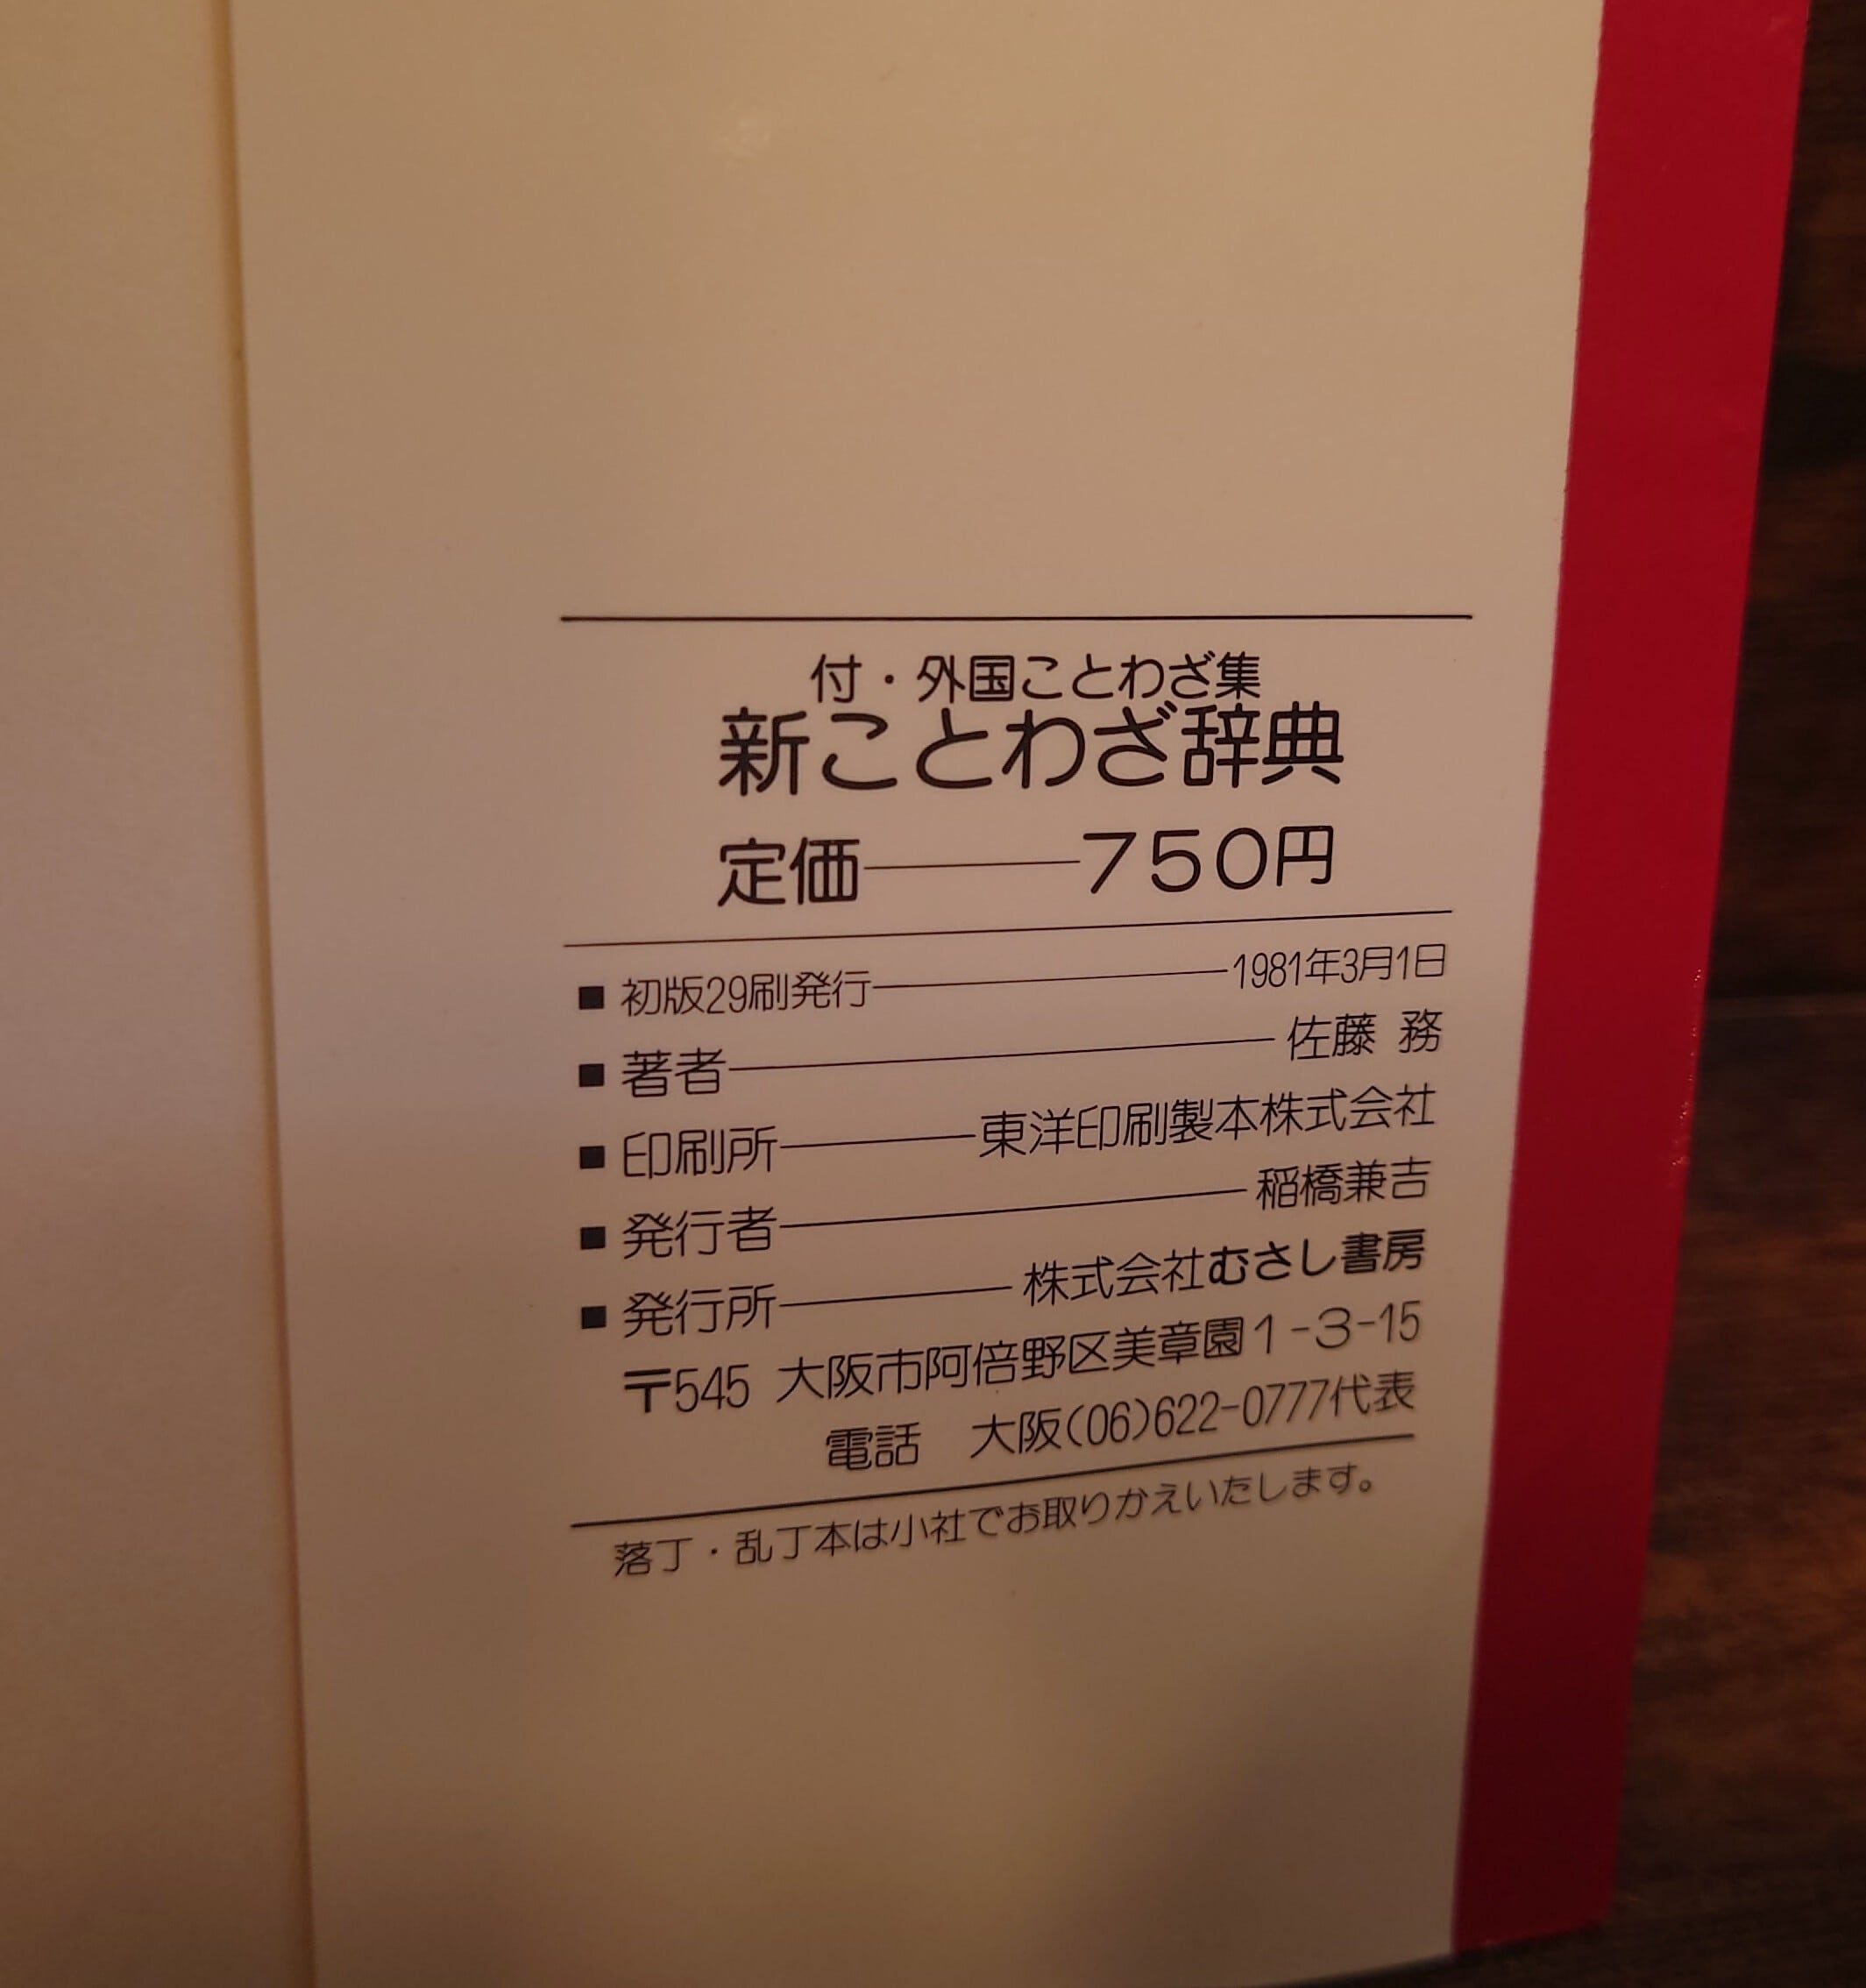 付・外国ことわざ集
新ことわざ辞典
定価───750円
■ 初版29刷発行───1981年3月1日
■ 著者───佐藤 務
■ 印刷所───東洋印刷製本株式会社
■ 発行者───稲橋兼吉
■ 発行所───株式会社むさし書房
〒545 大阪市阿倍野区美章園1-3-15
電話 大阪(06)622-0777代表
落丁・乱丁本は小社でお取りかえいたします。